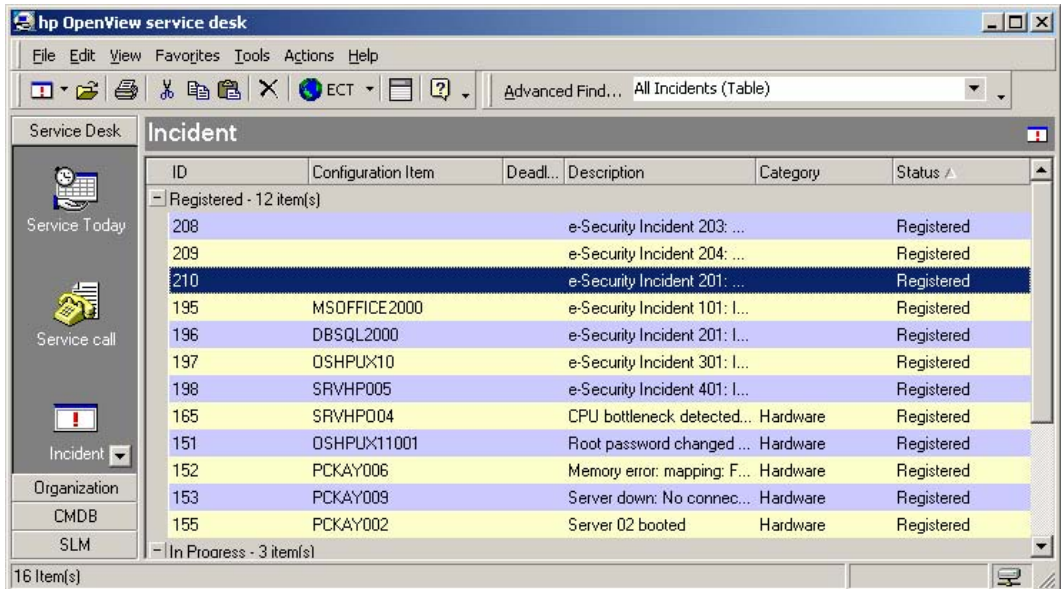 hp OpenView service desk
File Edit View Favorites Tools Actions Help
ECT Advanced Find... All Incidents (Table)
Service Desk
Service Today
Service call
Incident
Organization
CMDB
SLM
Incident
ID Configuration Item Deadl... Description Category Status
Registered - 12 item(s)
208 e-Security Incident 203: ... Registered
209 e-Security Incident 204: ... Registered
210 e-Security Incident 201: ... Registered
195 MSOFFICE2000 e-Security Incident 101: I... Registered
196 DBSQL2000 e-Security Incident 201: I... Registered
197 OSHPUX10 e-Security Incident 301: I... Registered
198 SRVHP005 e-Security Incident 401: I... Registered
165 SRVHPO04 CPU bottleneck detected... Hardware Registered
151 OSHPUX11001 Root password changed ... Hardware Registered
152 PCKAY006 Memory error: mapping: F... Hardware Registered
153 PCKAY009 Server down: No connec... Hardware Registered
155 PCKAY002 Server 02 booted Hardware Registered
In Progress - 3 item(s)
16 Item(s)